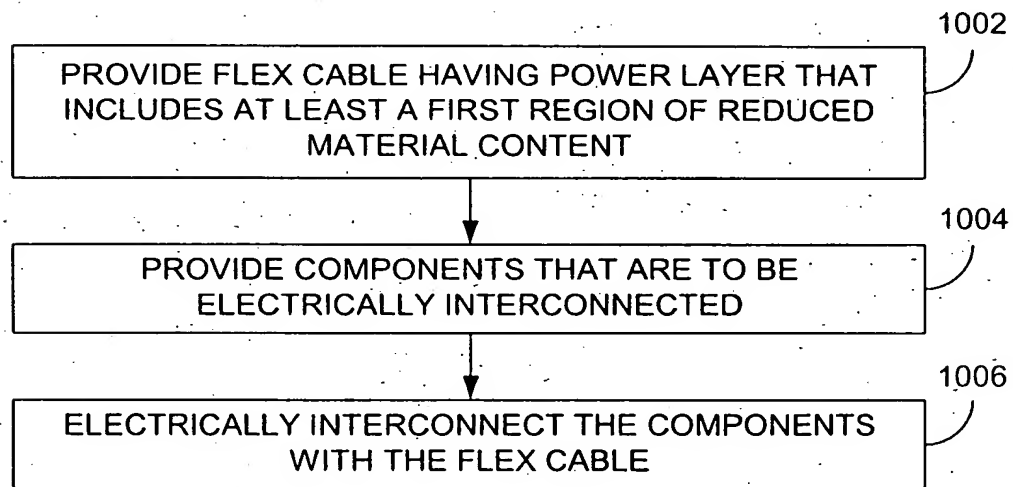 1002
PROVIDE FLEX CABLE HAVING POWER LAYER THAT
INCLUDES AT LEAST A FIRST REGION OF REDUCED
MATERIAL CONTENT
1004
PROVIDE COMPONENTS THAT ARE TO BE
ELECTRICALLY INTERCONNECTED
1006
ELECTRICALLY INTERCONNECT THE COMPONENTS
WITH THE FLEX CABLE